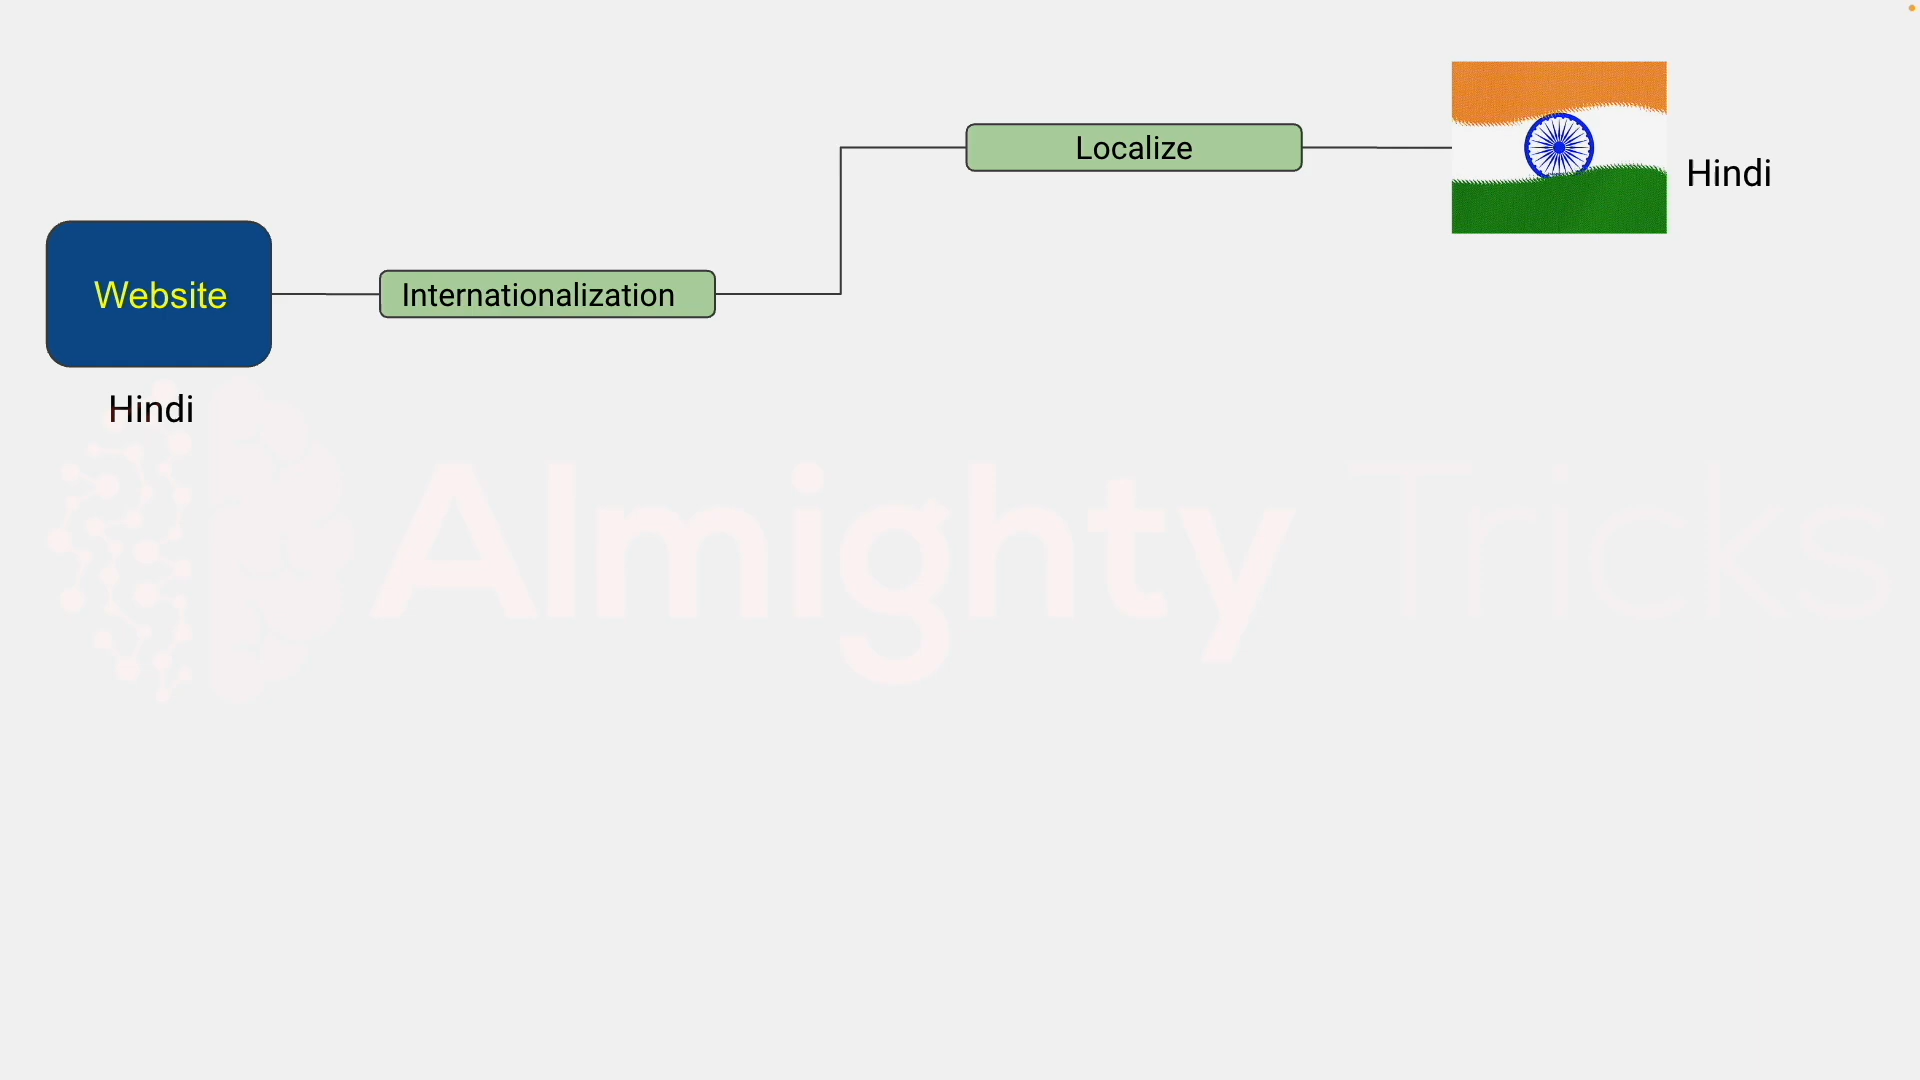 Localize
Hindi
Website
Internationalization
Hindi
Almighty Tricks